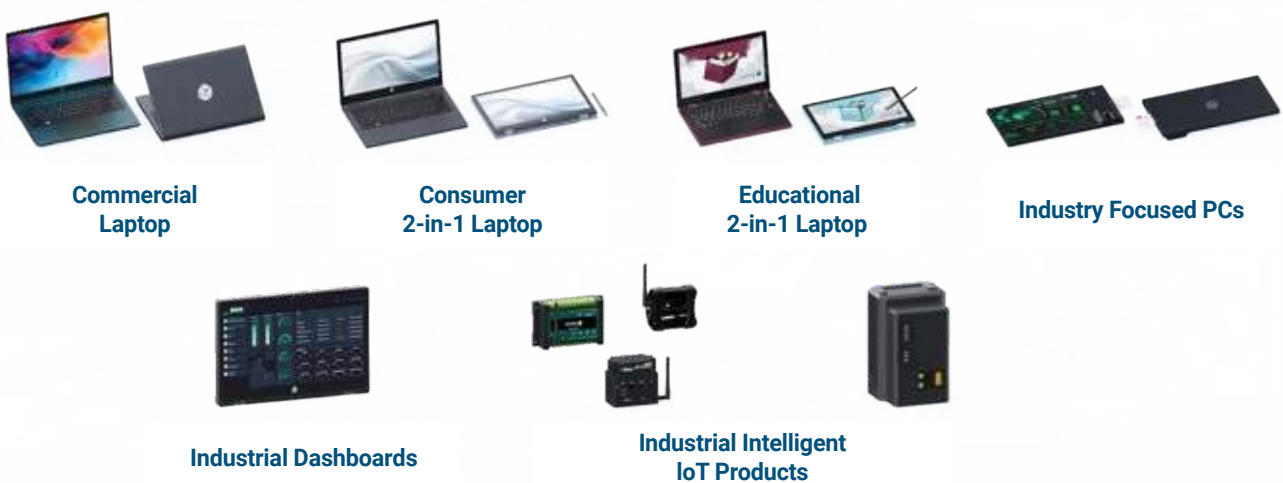 Commercial
Laptop
Consumer
2-in-1 Laptop
Educational
2-in-1 Laptop
Industry Focused PCs
Industrial Dashboards
Industrial Intelligent
IoT Products